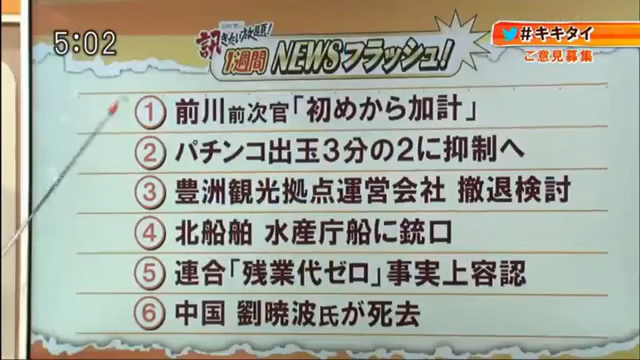 5:02
訊きたい放題!
1週間 NEWSフラッシュ!
#キキタイ
ご意見募集
① 前川前次官「初めから加計」
② パチンコ出玉3分の2に抑制へ
③ 豊洲観光拠点運営会社 撤退検討
④ 北船舶 水産庁船に銃口
⑤ 連合「残業代ゼロ」事実上容認
⑥ 中国 劉暁波氏が死去